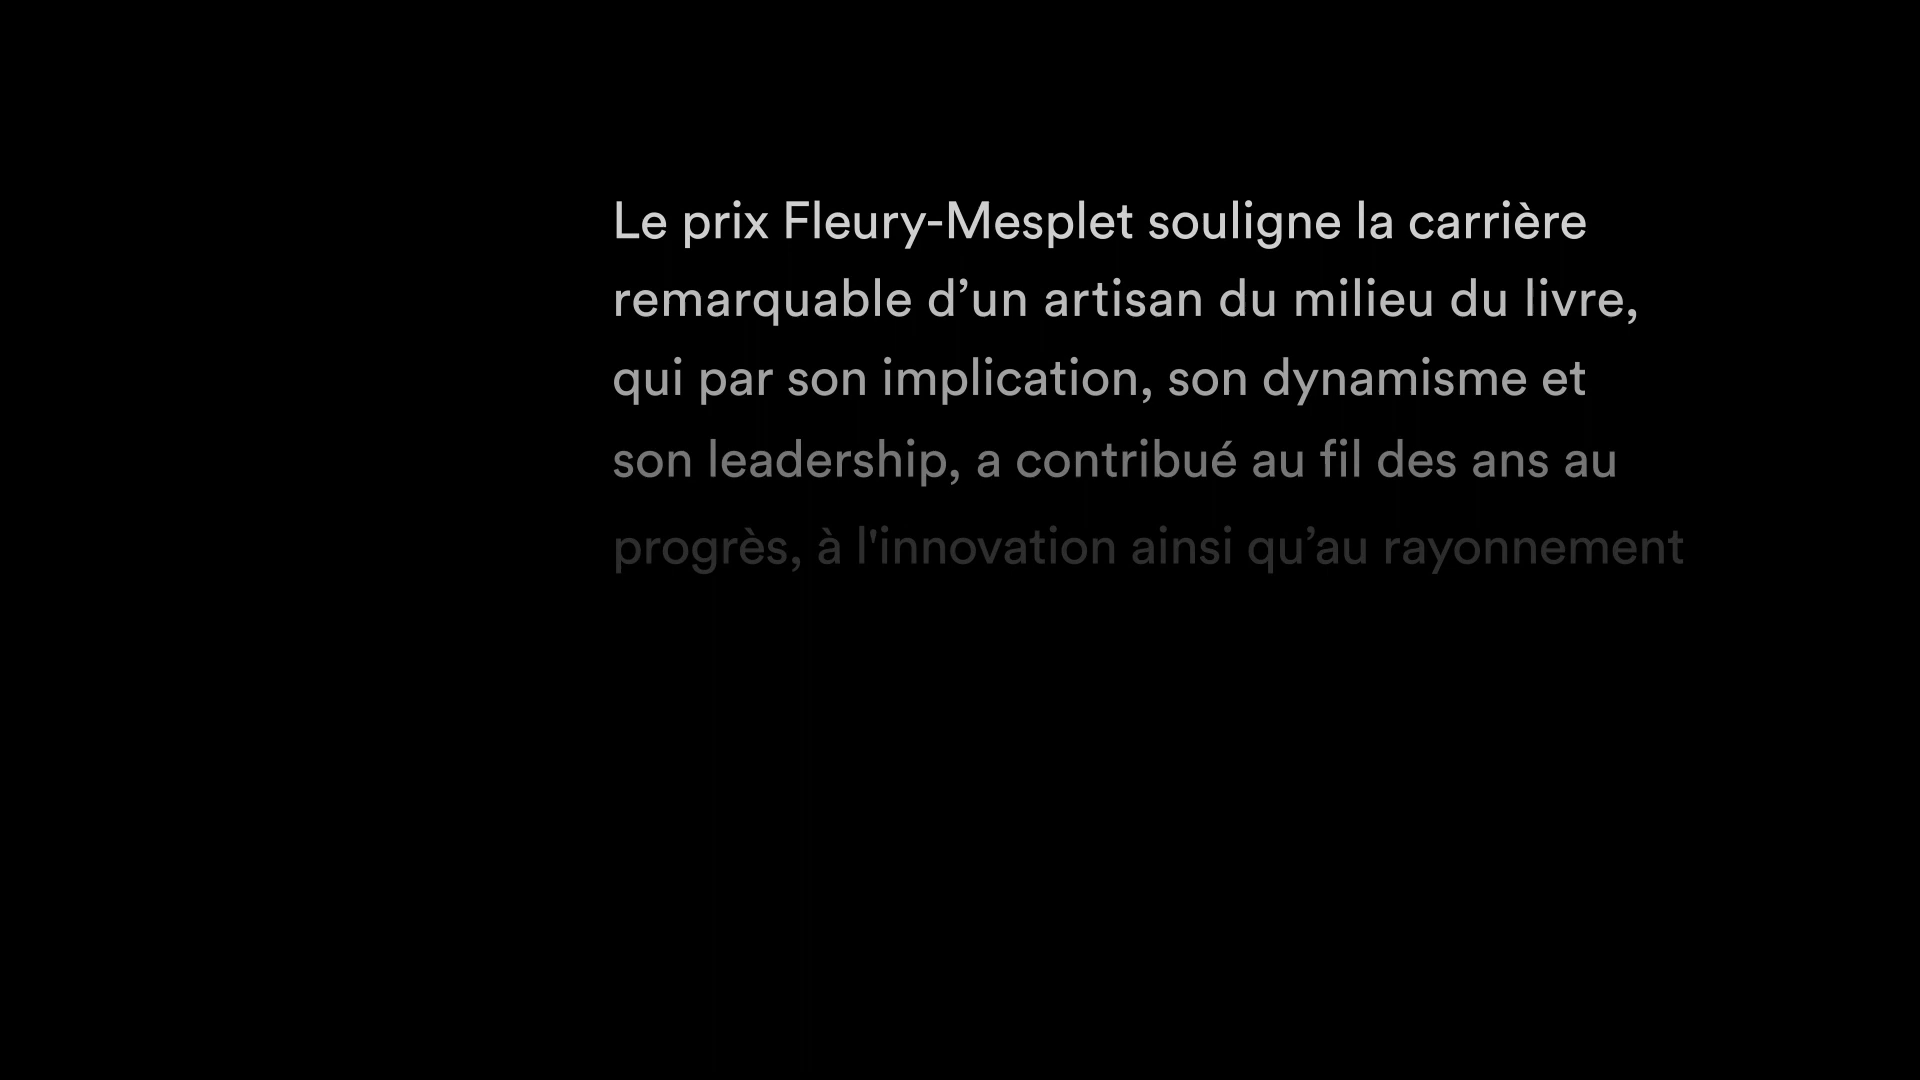 Le prix Fleury-Mesplet souligne la carrière
remarquable d’un artisan du milieu du livre,
qui par son implication, son dynamisme et
son leadership, a contribué au fil des ans au
progrès, à l'innovation ainsi qu’au rayonnement